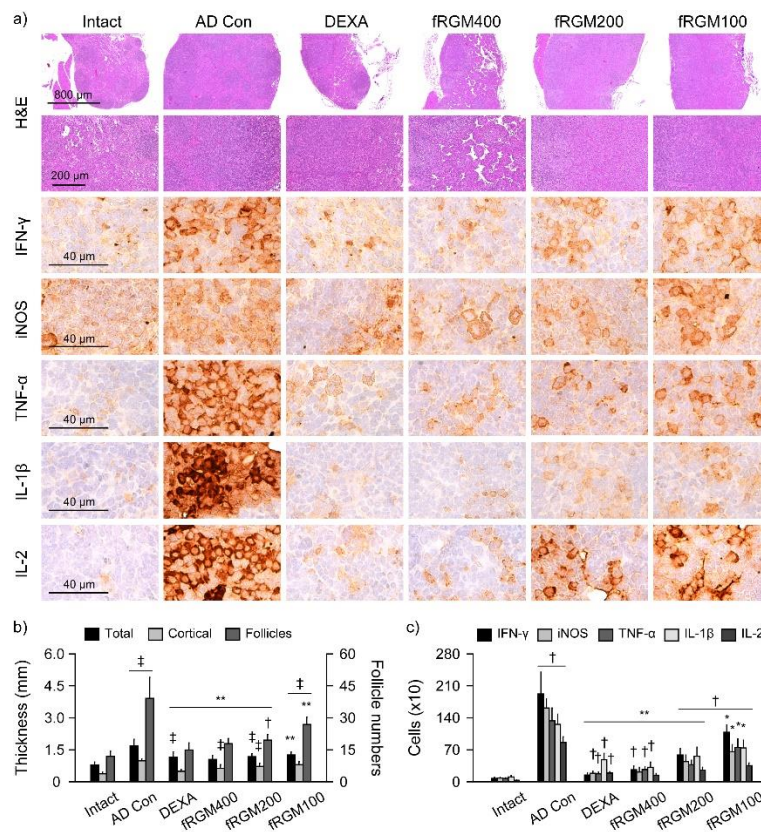 a)
Intact AD Con DEXA fRGM400 fRGM200 fRGM100
H&E
800 μm
200 μm
IFN-γ
40 μm
iNOS
40 μm
TNF-α
40 μm
IL-1β
40 μm
IL-2
40 μm
b)
Total Cortical Follicles
Thickness (mm)
6.0
4.5
3.0
1.5
0
60
45
30
15
0
Follicle numbers
‡
**
‡
‡
‡
‡
†
‡
**
**
Intact
AD Con
DEXA
fRGM400
fRGM200
fRGM100
c)
IFN-γ iNOS TNF-α IL-1β IL-2
Cells (x10)
280
210
140
70
0
†
**
†
† † † †
† † † †
* * * *
Intact
AD Con
DEXA
fRGM400
fRGM200
fRGM100